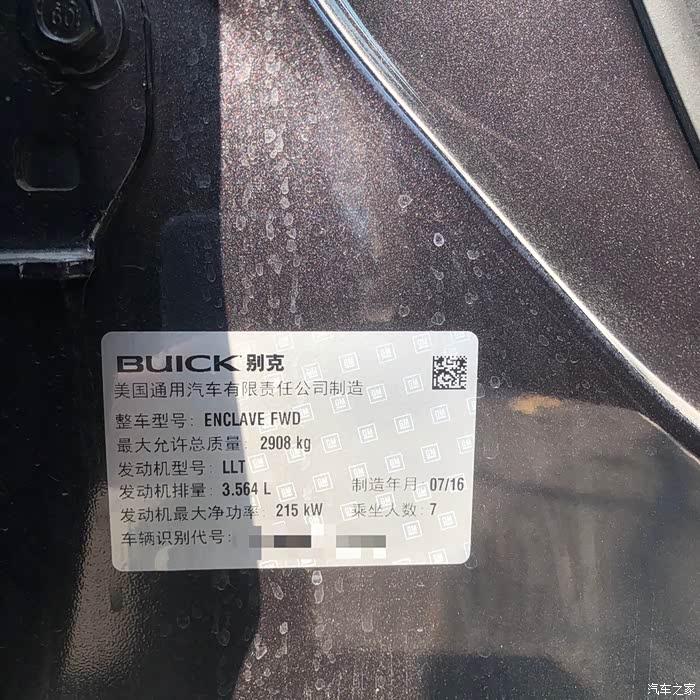 BUICK 别克
美国通用汽车有限责任公司制造
整车型号: ENCLAVE FWD
最大允许总质量: 2908 kg
发动机型号: LLT
发动机排量: 3.564 L 制造年月: 07/16
发动机最大净功率: 215 kW 乘坐人数: 7
车辆识别代号:
汽车之家